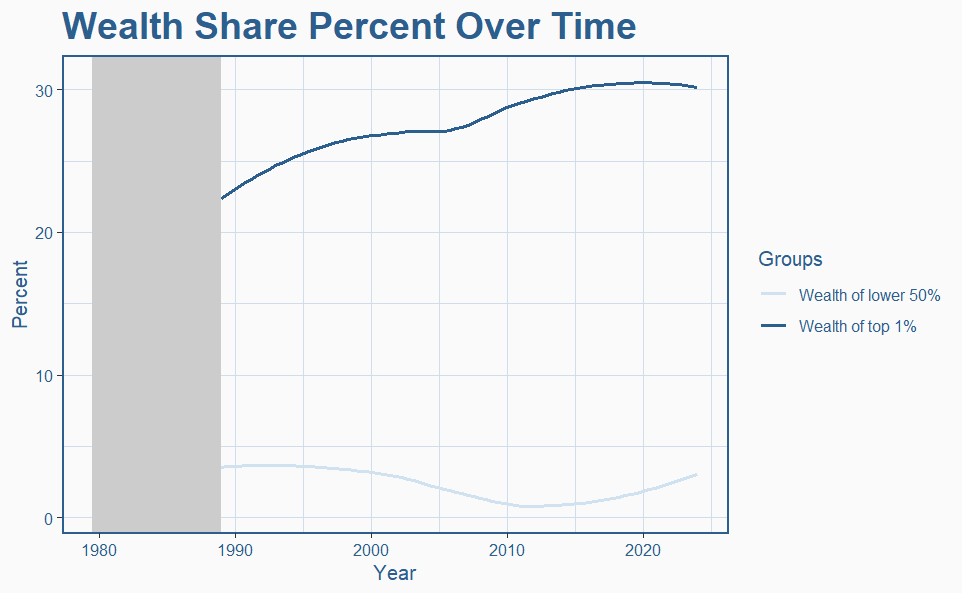 Wealth Share Percent Over Time
30
20
10
0
Percent
1980
1990
2000
2010
2020
Year
Groups
Wealth of lower 50%
Wealth of top 1%